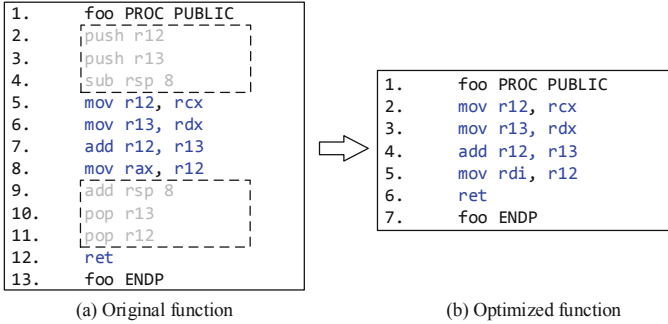 1. foo PROC PUBLIC
2. push r12
3. push r13
4. sub rsp 8
5. mov r12, rcx
6. mov r13, rdx
7. add r12, r13
8. mov rax, r12
9. add rsp 8
10. pop r13
11. pop r12
12. ret
13. foo ENDP
(a) Original function
1. foo PROC PUBLIC
2. mov r12, rcx
3. mov r13, rdx
4. add r12, r13
5. mov rdi, r12
6. ret
7. foo ENDP
(b) Optimized function